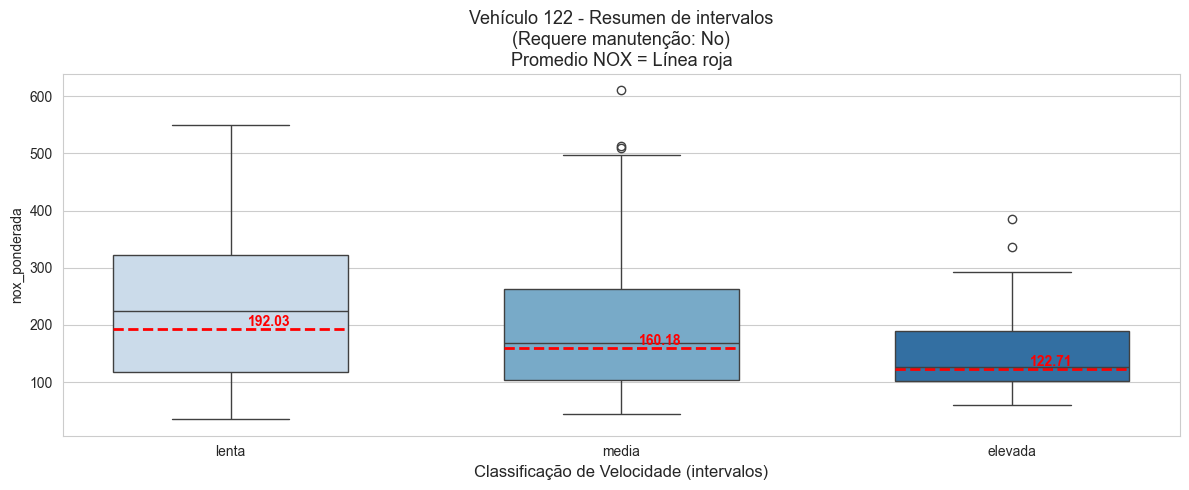 Vehículo 122 - Resumen de intervalos
(Requere manutenção: No)
Promedio NOX = Línea roja
nox_ponderada
600
500
400
300
200
100
192.03
160.18
122.71
lenta
media
elevada
Classificação de Velocidade (intervalos)